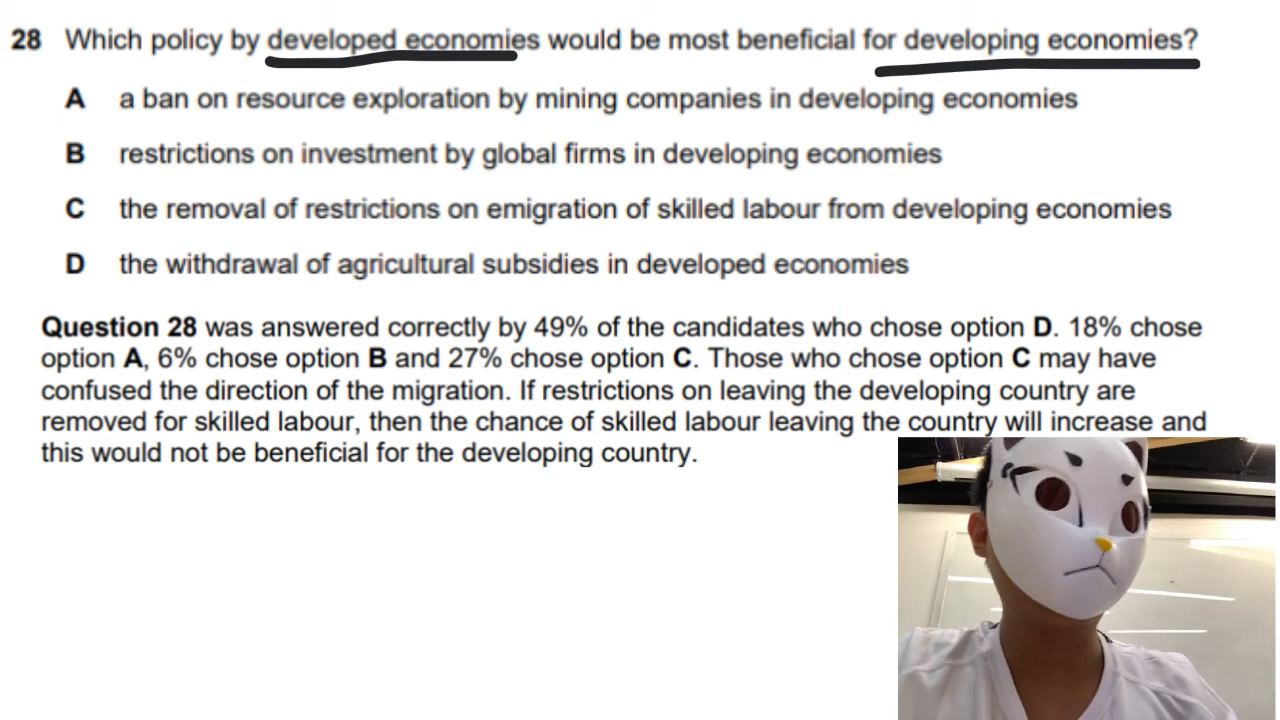 28 Which policy by developed economies would be most beneficial for developing economies?
A a ban on resource exploration by mining companies in developing economies
B restrictions on investment by global firms in developing economies
C the removal of restrictions on emigration of skilled labour from developing economies
D the withdrawal of agricultural subsidies in developed economies
Question 28 was answered correctly by 49% of the candidates who chose option D. 18% chose
option A, 6% chose option B and 27% chose option C. Those who chose option C may have
confused the direction of the migration. If restrictions on leaving the developing country are
removed for skilled labour, then the chance of skilled labour leaving the country will increase and
this would not be beneficial for the developing country.